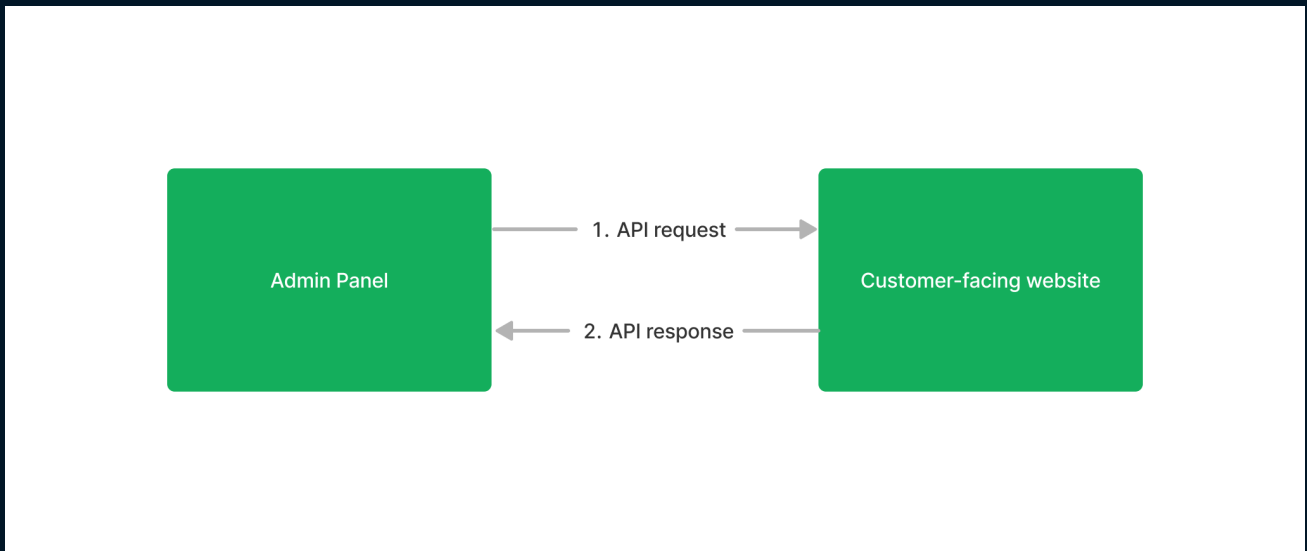 1. API request
Admin Panel
Customer-facing website
2. API response